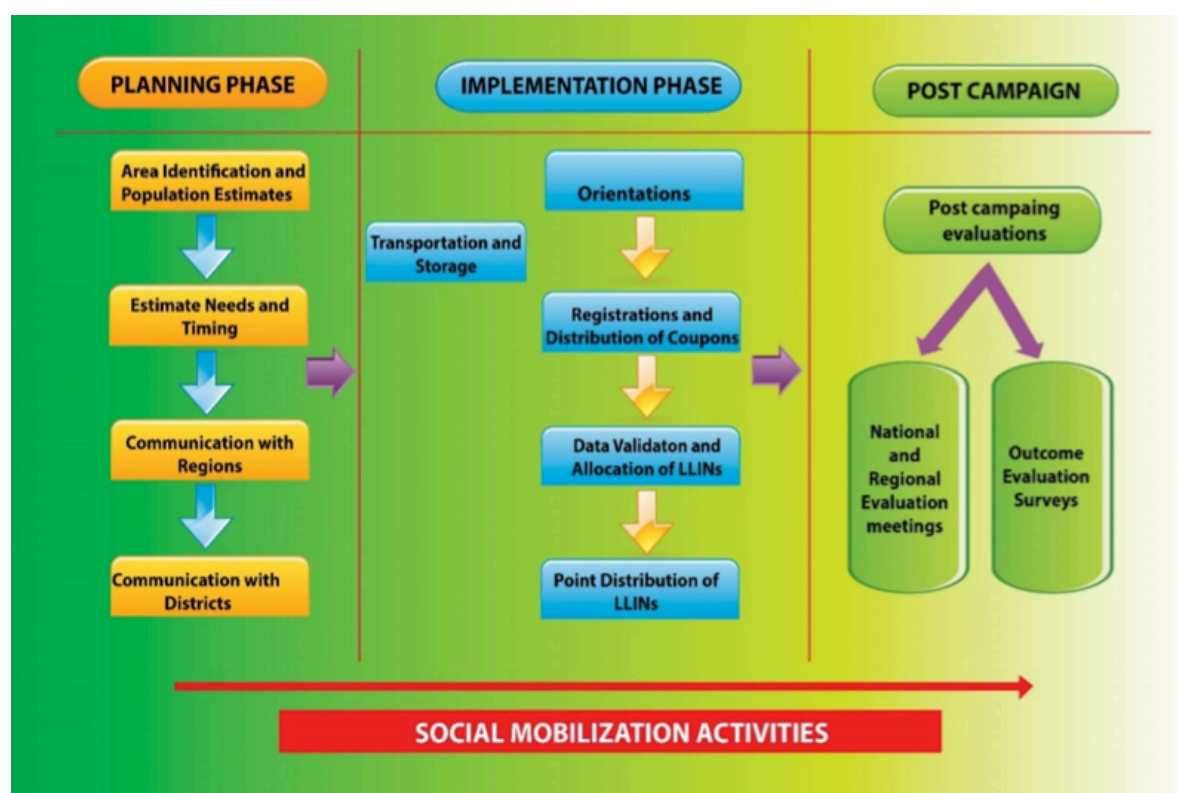 PLANNING PHASE
IMPLEMENTATION PHASE
POST CAMPAIGN
Area Identification and
Population Estimates
Estimate Needs and
Timing
Communication with
Regions
Communication with
Districts
Transportation and
Storage
Orientations
Registrations and
Distribution of Coupons
Data Validaton and
Allocation of LLINs
Point Distribution of
LLINs
Post campaing
evaluations
National
and
Regional
Evaluation
meetings
Outcome
Evaluation
Surveys
SOCIAL MOBILIZATION ACTIVITIES